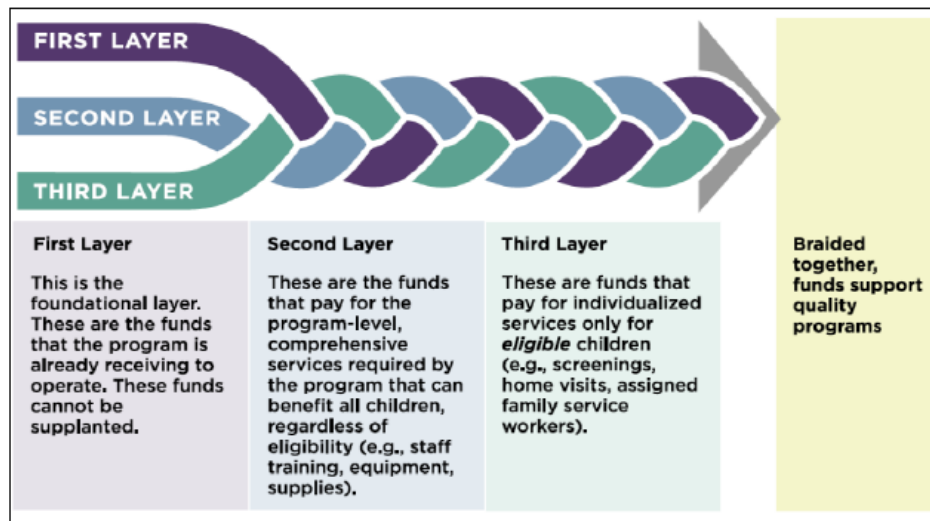 FIRST LAYER
SECOND LAYER
THIRD LAYER
First Layer
This is the
foundational layer.
These are the funds
that the program is
already receiving to
operate. These funds
cannot be
supplanted.
Second Layer
These are the funds
that pay for the
program-level,
comprehensive
services required by
the program that can
benefit all children,
regardless of
eligibility (e.g., staff
training, equipment,
supplies).
Third Layer
These are funds that
pay for individualized
services only for
eligible children
(e.g., screenings,
home visits, assigned
family service
workers).
Braided
together,
funds support
quality
programs